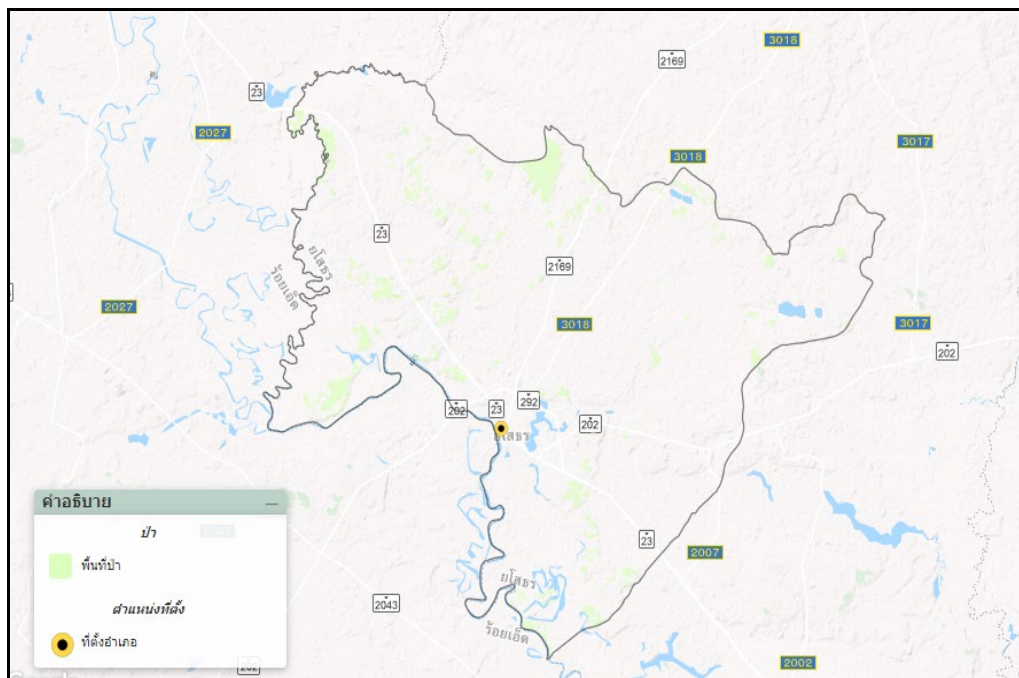 3018
2169
23
2027
3017
3018
23
ยโสธร
ร้อยเอ็ด
2169
2027
3018
3017
202
292
202
23
202
ยโสธร
คำอธิบาย
ป่า
พื้นที่ป่า
ตำแหน่งที่ตั้ง
ที่ตั้งอำเภอ
23
2007
ยโสธร
2043
ร้อยเอ็ด
202
2002